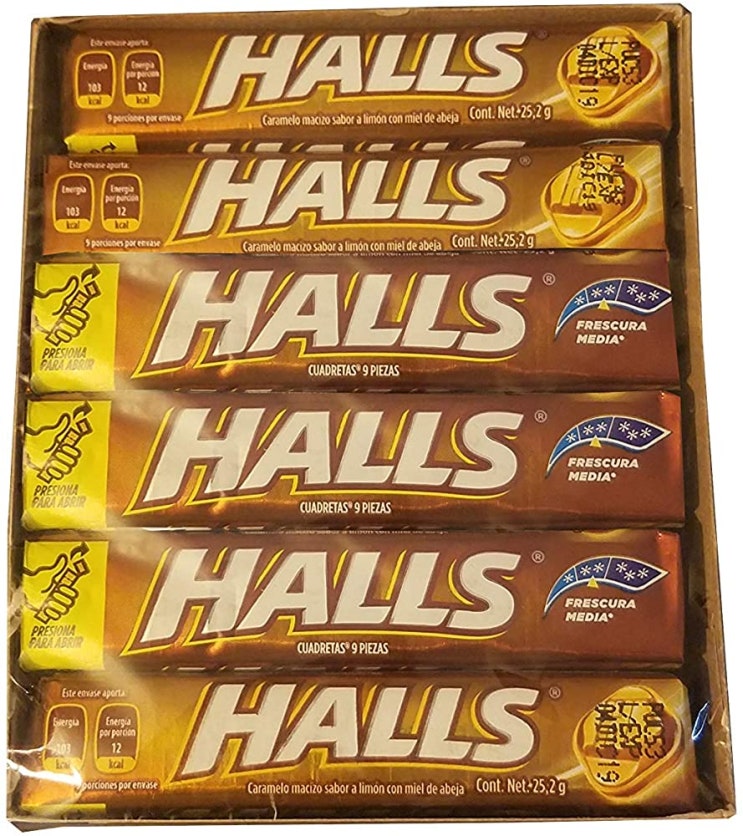 Este envase aporta
Energía
103
kcal
Energía
por porción
12
kcal
9 porciones por envase
HALLS
Caramelo macizo sabor a limón con miel de abeja Cont. Net. 25,2 g
Este envase aporta:
Energía
103
kcal
Energía
por porción
12
kcal
9 porciones por envase
HALLS®
Caramelo macizo sabor a limón con miel de abeja Cont. Net. 25,2 g
PRESIONA
PARA ABRIR
HALLS®
CUADRETAS® 9 PIEZAS
FRESCURA
MEDIA*
PRESIONA
PARA ABRIR
HALLS®
CUADRETAS® 9 PIEZAS
FRESCURA
MEDIA*
PRESIONA
PARA ABRIR
HALLS®
CUADRETAS® 9 PIEZAS
FRESCURA
MEDIA*
Este envase aporta:
Energía
103
kcal
Energía
por porción
12
kcal
porciones por envase
HALLS®
Caramelo macizo sabor a limón con miel de abeja Cont. Net. 25,2 g